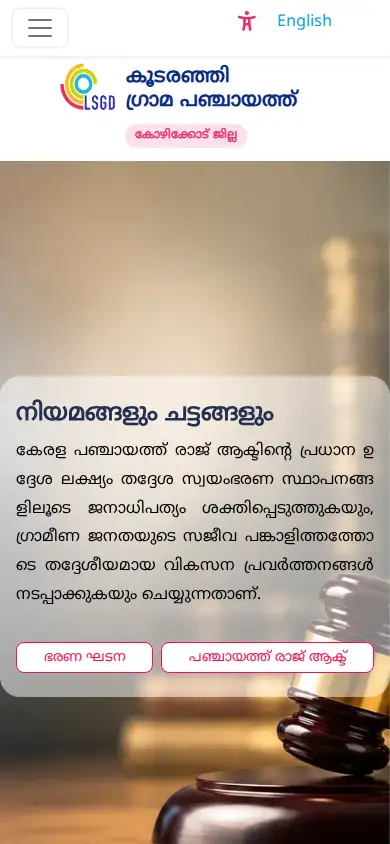 English
LSGD
കൂടരഞ്ഞി
ഗ്രാമ പഞ്ചായത്ത്
കോഴിക്കോട് ജില്ല
നിയമങ്ങളും ചട്ടങ്ങളും
കേരള പഞ്ചായത്ത് രാജ് ആക്ടിന്റെ പ്രധാന ഉ
ദ്ദേശ ലക്ഷ്യം തദ്ദേശ സ്വയംഭരണ സ്ഥാപനങ്ങ
ളിലൂടെ ജനാധിപത്യം ശക്തിപ്പെടുത്തുകയും,
ഗ്രാമീണ ജനതയുടെ സജീവ പങ്കാളിത്തത്തോ
ടെ തദ്ദേശീയമായ വികസന പ്രവർത്തനങ്ങൾ
നടപ്പാക്കുകയും ചെയ്യുന്നതാണ്.
ഭരണ ഘടന
പഞ്ചായത്ത് രാജ് ആക്ട്